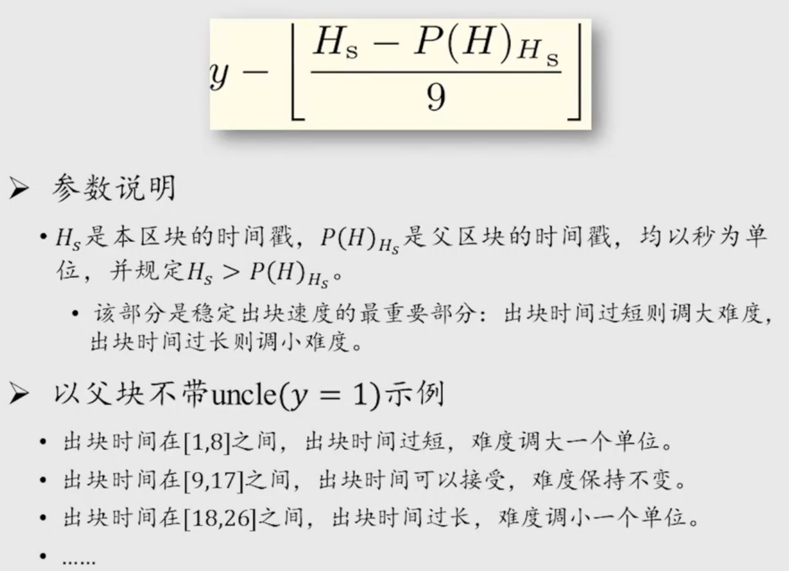 y − ⌊(H_s − P(H)_{H_s}) / 9⌋
➤ 参数说明
• H_s是本区块的时间戳，P(H)_{H_s}是父区块的时间戳，均以秒为单
位，并规定H_s > P(H)_{H_s}。
• 该部分是稳定出块速度的最重要部分：出块时间过短则调大难度，
出块时间过长则调小难度。
➤ 以父块不带uncle(y = 1)示例
• 出块时间在[1,8]之间，出块时间过短，难度调大一个单位。
• 出块时间在[9,17]之间，出块时间可以接受，难度保持不变。
• 出块时间在[18,26]之间，出块时间过长，难度调小一个单位。
• ……